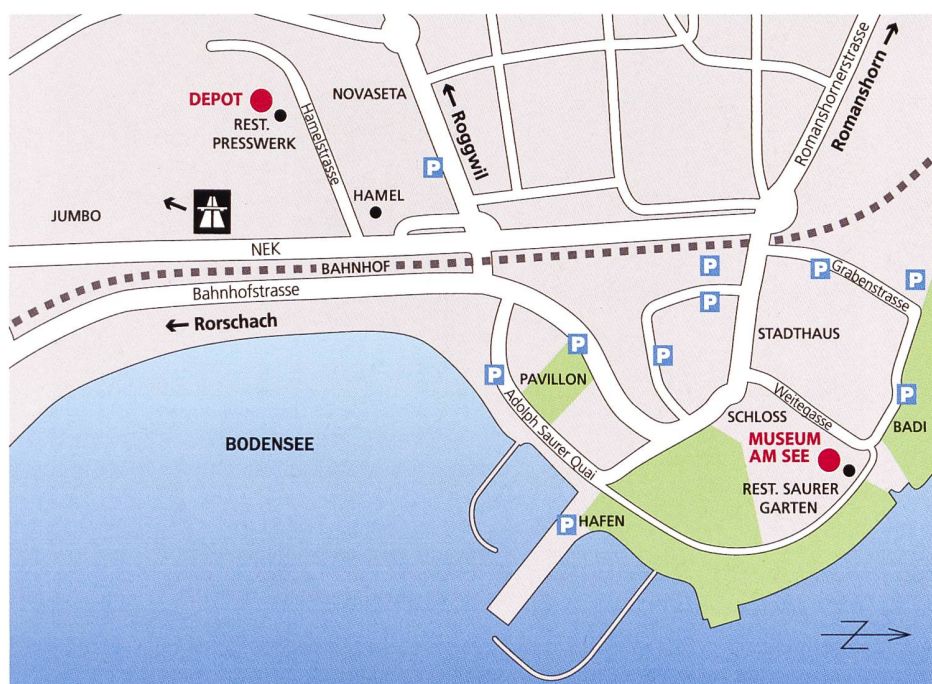 Romanshornerstrasse
Romanshorn
NOVASETA
DEPOT
REST.
PRESSWERK
Hamelstrasse
P
Roggwil
HAMEL
JUMBO
NEK
BAHNHOF
P
P
Grabenstrasse
P
Bahnhofstrasse
P
Rorschach
STADTHAUS
P
P
P
PAVILLON
P
Adolph Saurer Quai
Weitegasse
SCHLOSS
BADI
BODENSEE
MUSEUM
AM SEE
REST. SAURER
GARTEN
P
HAFEN
N